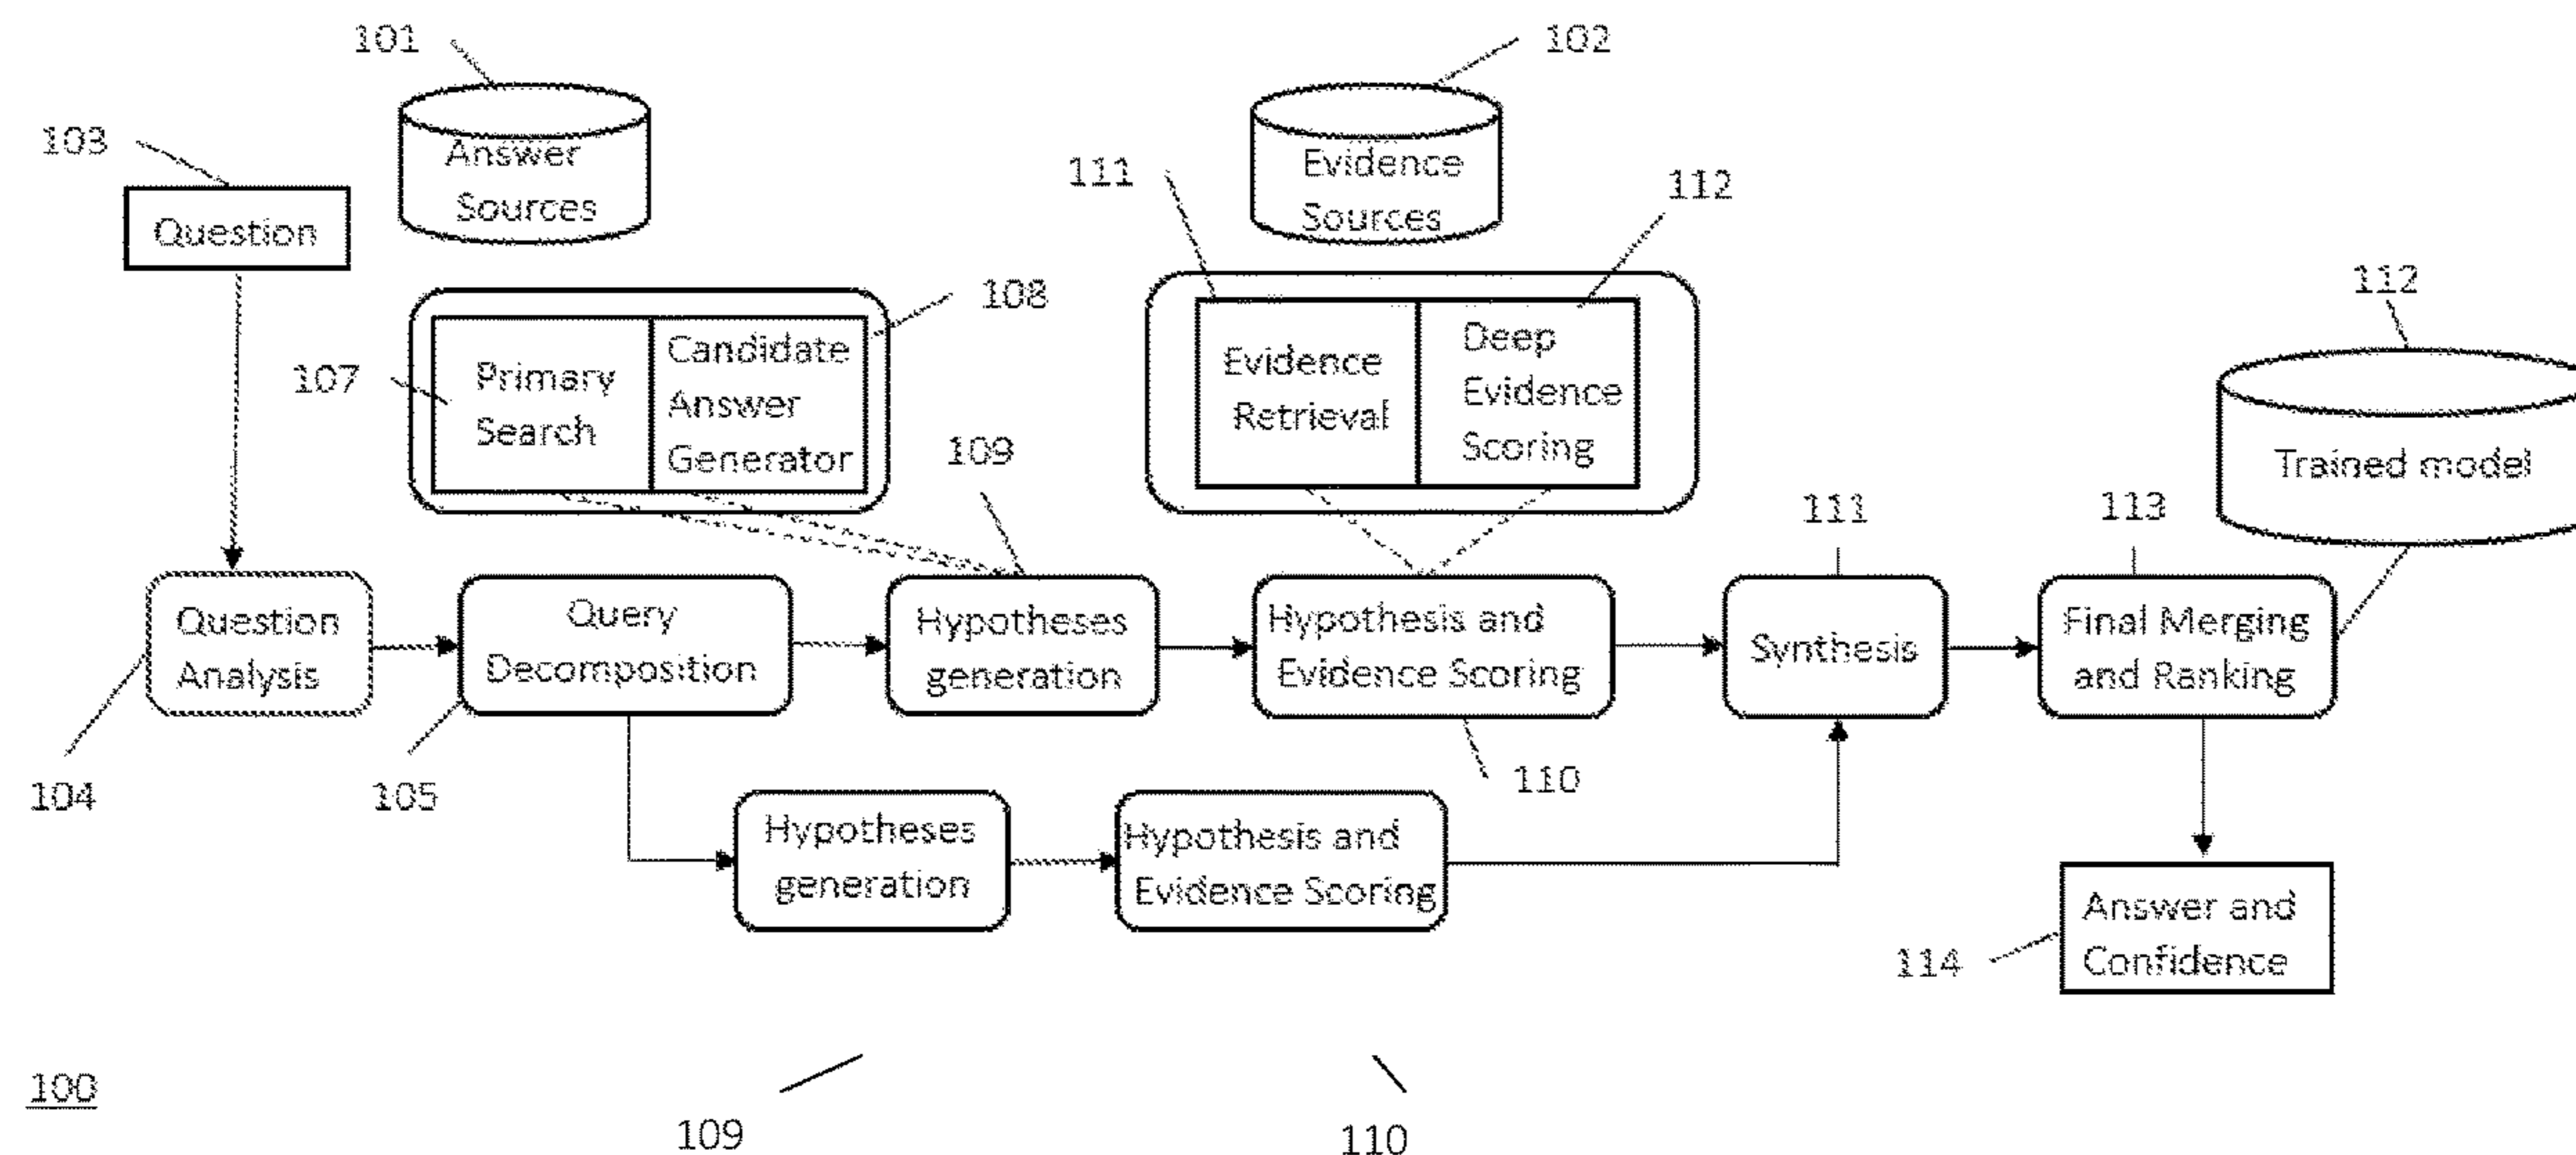 101
102
103
Answer
Sources
Evidence
Sources
111
112
Question
108
112
107
Primary
Search
Candidate
Answer
Generator
Evidence
Retrieval
Deep
Evidence
Scoring
109
Trained model
111
113
Question
Analysis
Query
Decomposition
Hypotheses
generation
Hypothesis and
Evidence Scoring
Synthesis
Final Merging
and Ranking
104
105
110
Hypotheses
generation
Hypothesis and
Evidence Scoring
Answer and
Confidence
114
100
109
110